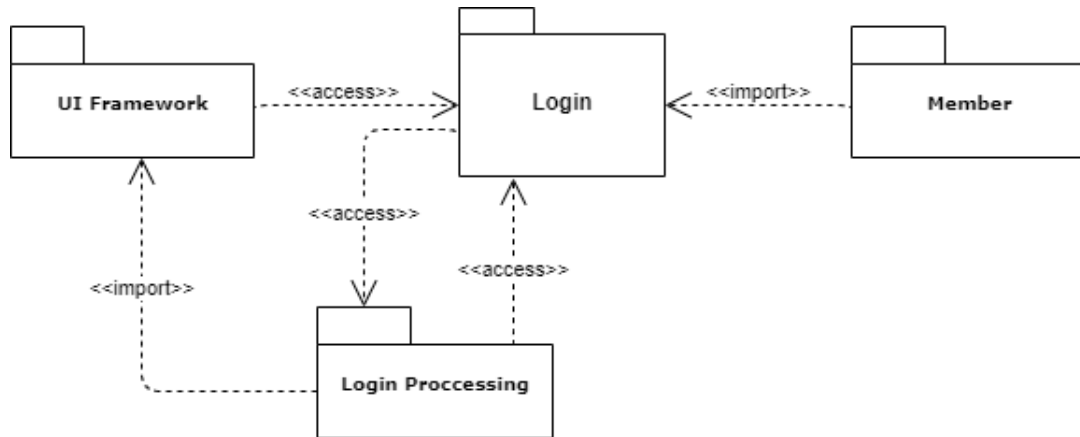 UI Framework
<<access>>
Login
<<import>>
Member
<<access>>
<<access>>
<<import>>
Login Proccessing